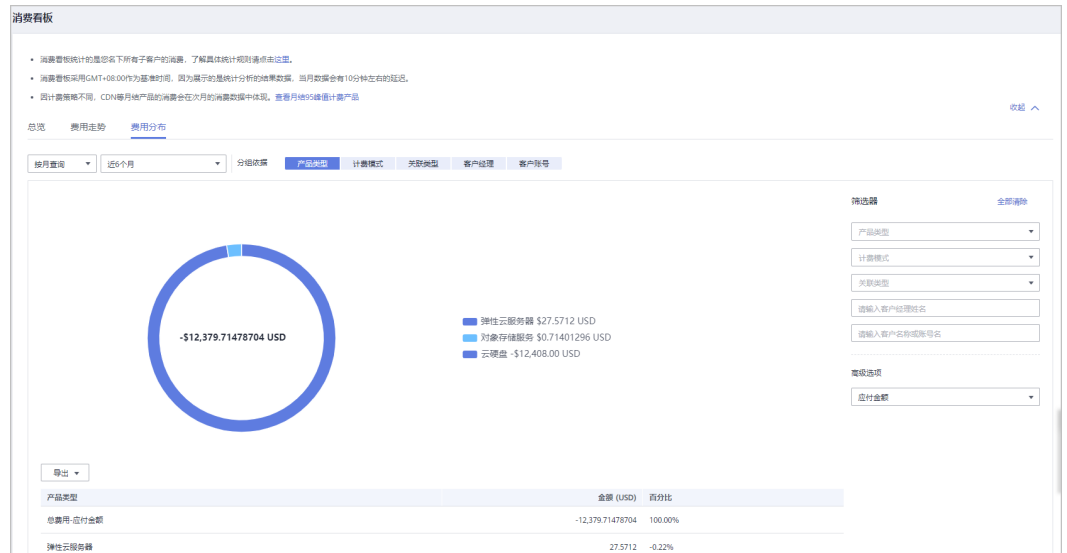 消费看板
消费看板统计的是您名下所有子客户的消费，了解具体统计规则请点击这里。
消费看板采用GMT+08:00作为基准时间，因为展示的是统计分析的结果数据，当月数据会有10分钟左右的延迟。
因计费策略不同，CDN等月结产品的消费会在次月的消费数据中体现。查看月结95峰值计费产品
收起
总览 费用走势 费用分布
按月查询 近6个月 分组依据 产品类型 计费模式 关联类型 客户经理 客户账号
筛选器 全部清除
产品类型
计费模式
关联类型
请输入客户经理姓名
请输入客户名称或账号名
高级选项
应付金额
-$12,379.71478704 USD
弹性云服务器 $27.5712 USD
对象存储服务 $0.71401296 USD
云硬盘 -$12,408.00 USD
导出
产品类型 金额 (USD) 百分比
总费用-应付金额 -12,379.71478704 100.00%
弹性云服务器 27.5712 -0.22%